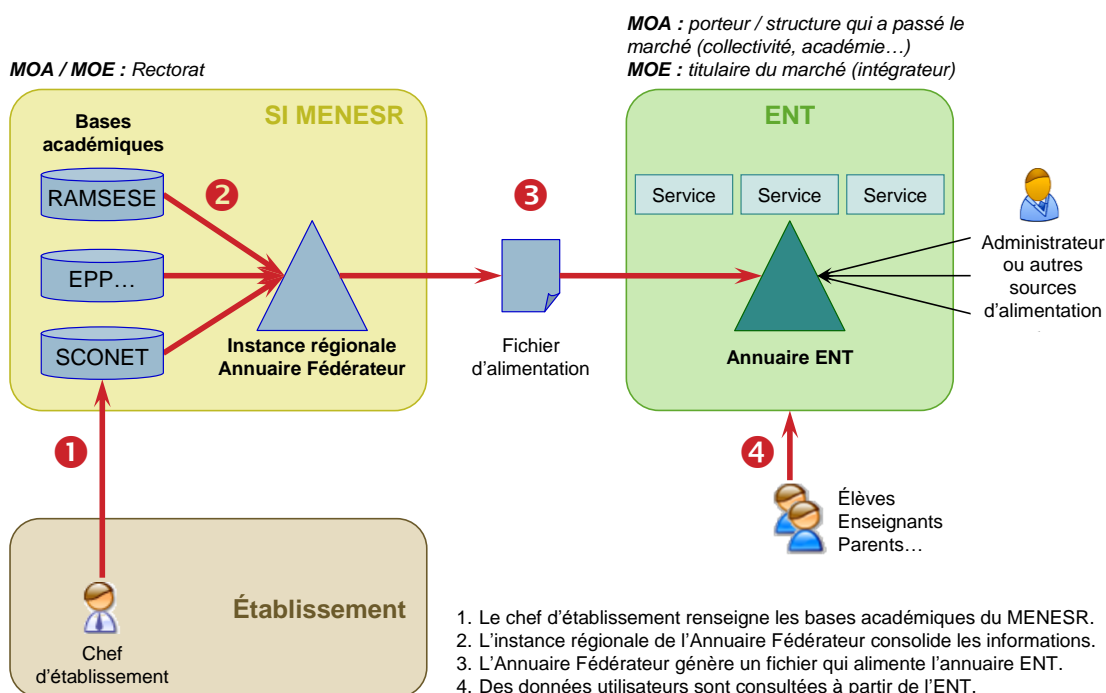 MOA : porteur / structure qui a passé le
marché (collectivité, académie…)
MOE : titulaire du marché (intégrateur)
MOA / MOE : Rectorat
SI MENESR
Bases
académiques
RAMSESE
EPP…
SCONET
2
Instance régionale
Annuaire Fédérateur
3
Fichier
d'alimentation
ENT
Service
Service
Service
Annuaire ENT
Administrateur
ou autres
sources
d'alimentation
1
4
Élèves
Enseignants
Parents…
Établissement
Chef
d'établissement
1. Le chef d'établissement renseigne les bases académiques du MENESR.
2. L'instance régionale de l'Annuaire Fédérateur consolide les informations.
3. L'Annuaire Fédérateur génère un fichier qui alimente l'annuaire ENT.
4. Des données utilisateurs sont consultées à partir de l'ENT.